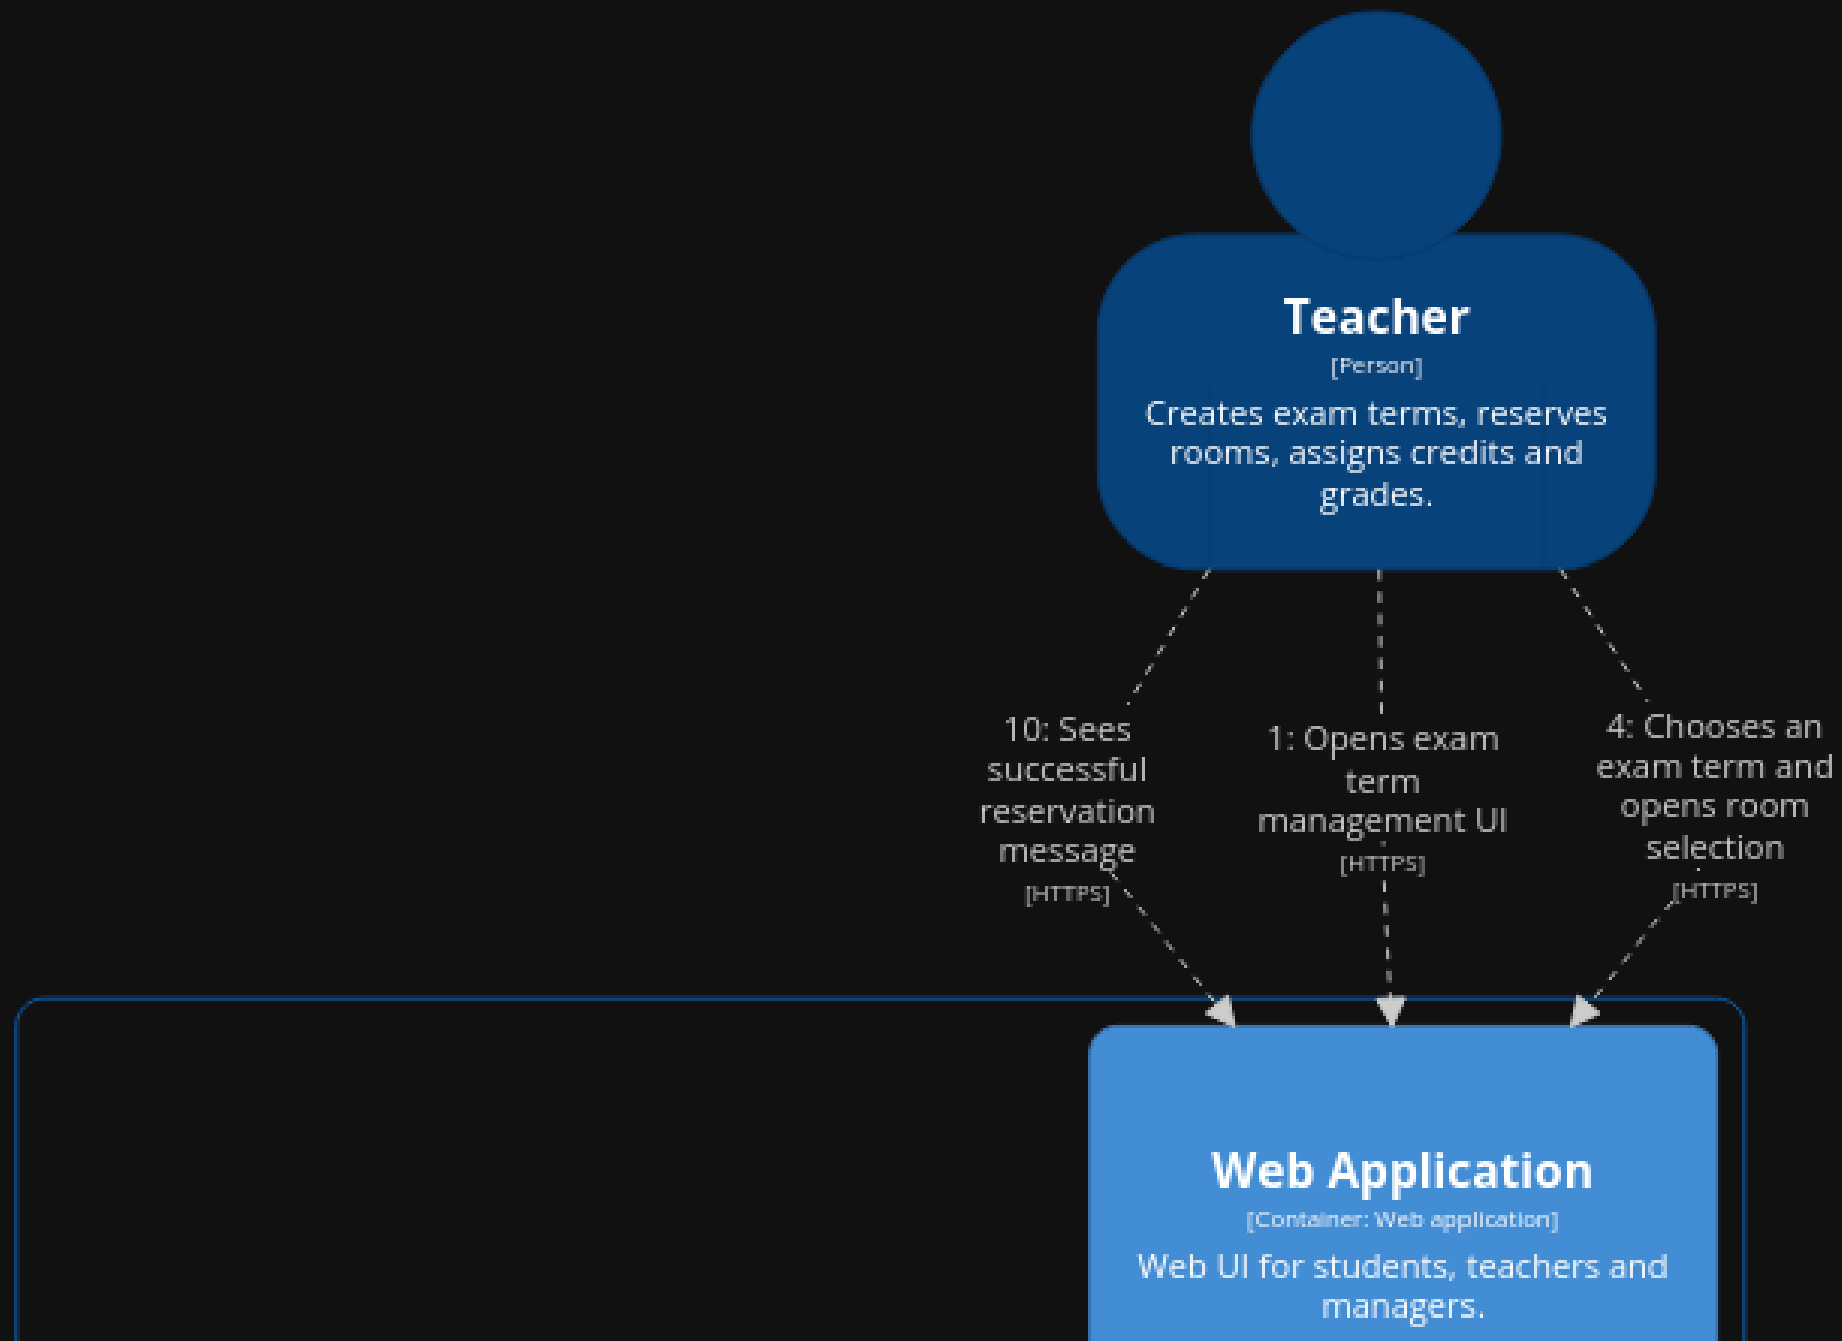 Teacher
[Person]
Creates exam terms, reserves
rooms, assigns credits and
grades.
10: Sees
successful
reservation
message
[HTTPS]
1: Opens exam
term
management UI
[HTTPS]
4: Chooses an
exam term and
opens room
selection
[HTTPS]
Web Application
[Container: Web application]
Web UI for students, teachers and
managers.